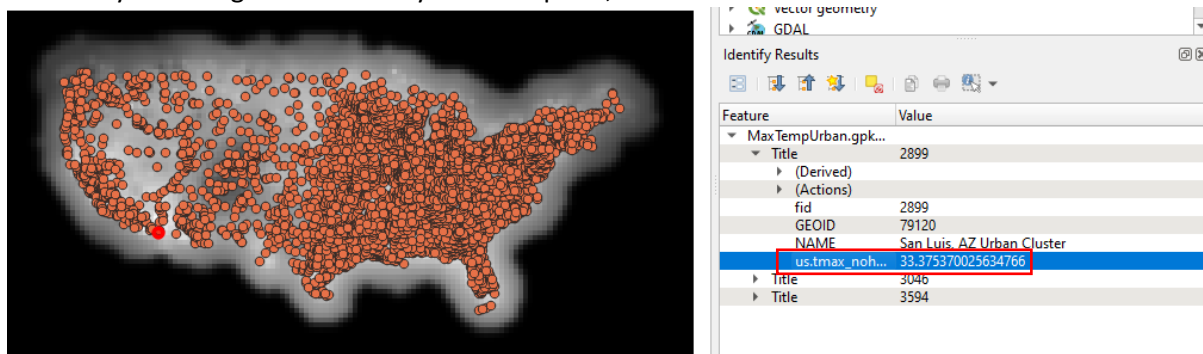 Vector geometry
GDAL
Identify Results
Feature Value
MaxTempUrban.gpk...
Title 2899
(Derived)
(Actions)
fid 2899
GEOID 79120
NAME San Luis, AZ Urban Cluster
us.tmax_noh... 33.375370025634766
Title 3046
Title 3594